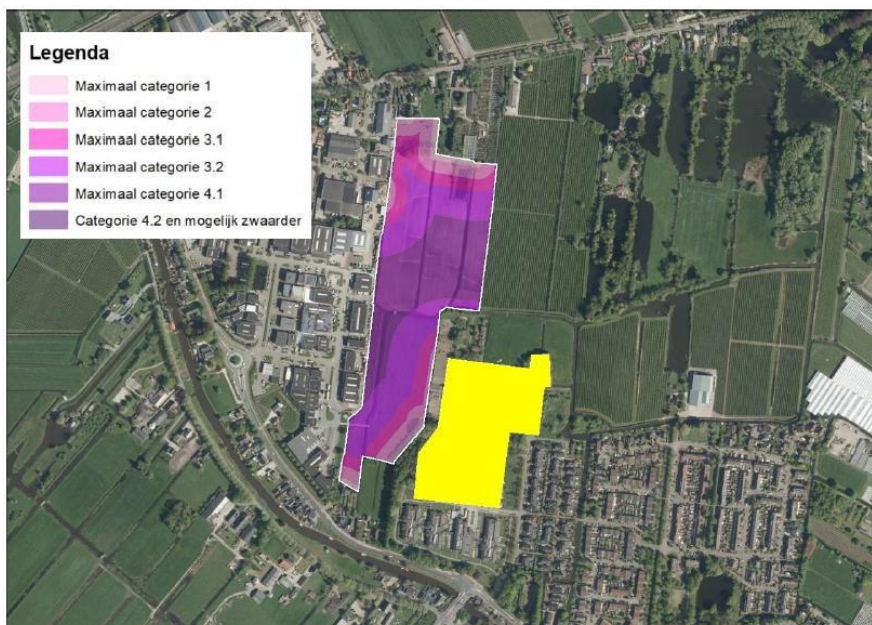 Legenda
Maximaal categorie 1
Maximaal categorie 2
Maximaal categorie 3.1
Maximaal categorie 3.2
Maximaal categorie 4.1
Categorie 4.2 en mogelijk zwaarder